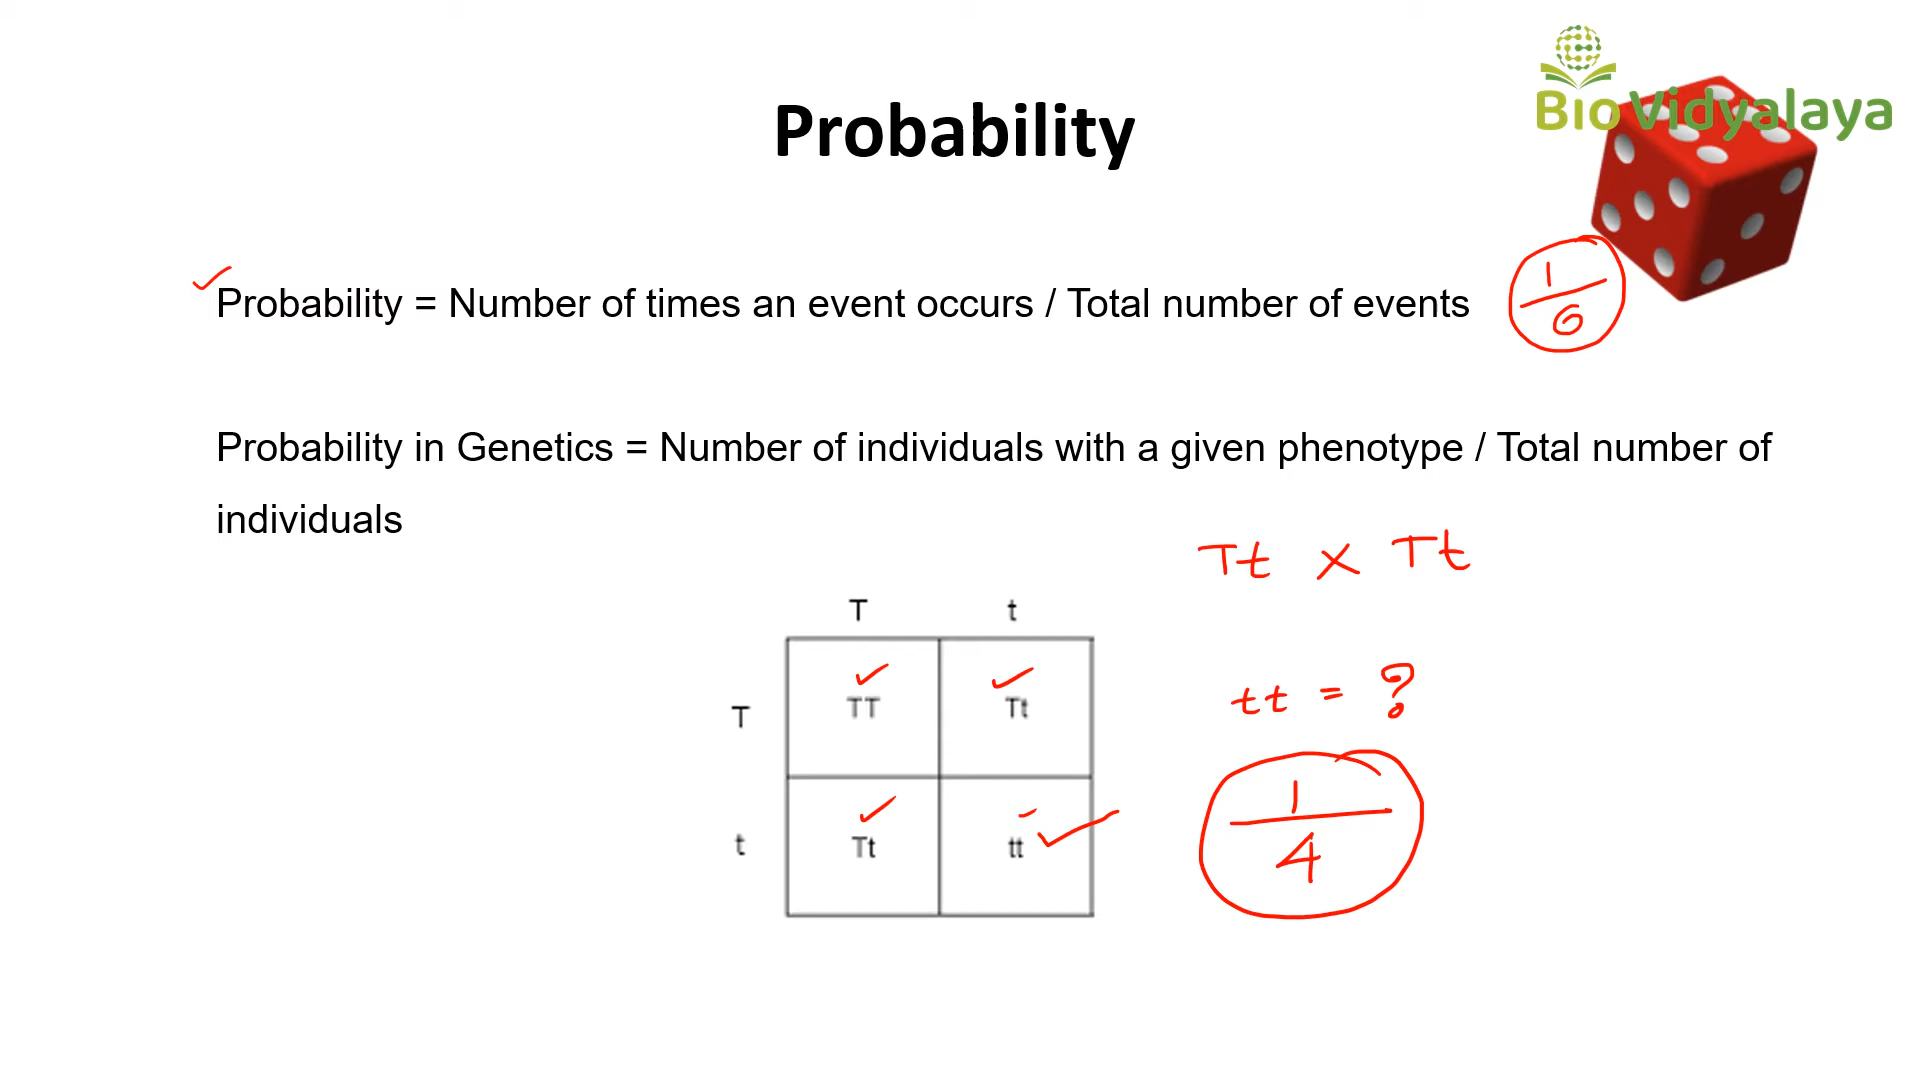 Bio Vidyalaya
Probability
Probability = Number of times an event occurs / Total number of events
1/6
Probability in Genetics = Number of individuals with a given phenotype / Total number of
individuals
Tt x Tt
T t
T TT Tt
tt = ?
t Tt tt
1/4